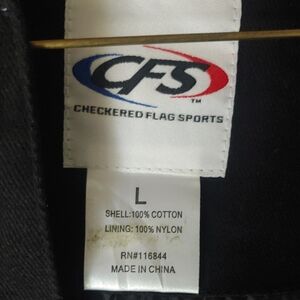 CFS
TM
CHECKERED FLAG SPORTS
L
SHELL:100% COTTON
LINING: 100% NYLON
RN#116844
MADE IN CHINA